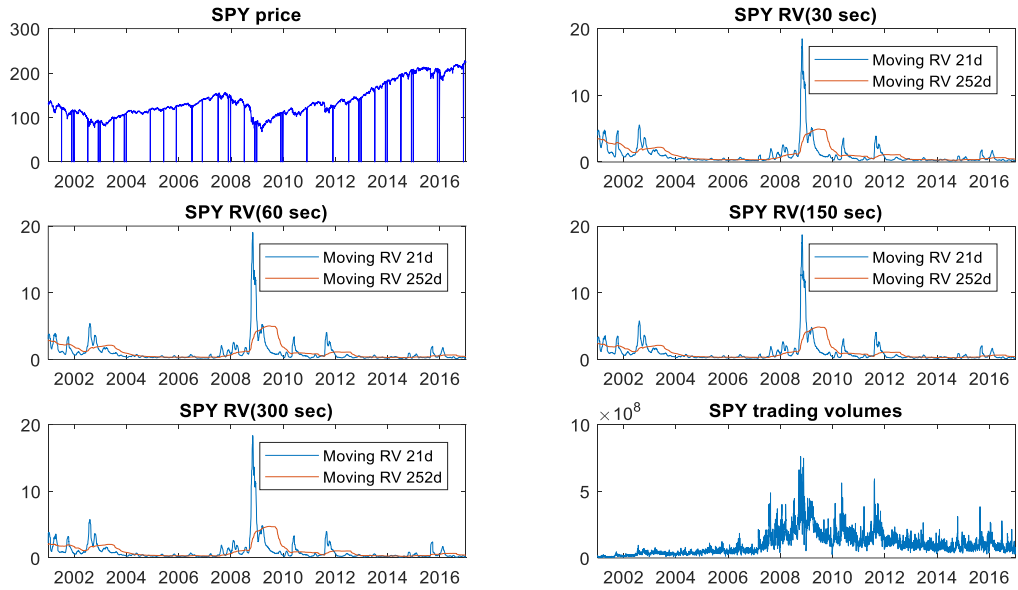 SPY price
300
200
100
0
2002 2004 2006 2008 2010 2012 2014 2016
SPY RV(30 sec)
20
10
0
Moving RV 21d
Moving RV 252d
2002 2004 2006 2008 2010 2012 2014 2016
SPY RV(60 sec)
20
10
0
Moving RV 21d
Moving RV 252d
2002 2004 2006 2008 2010 2012 2014 2016
SPY RV(150 sec)
20
10
0
Moving RV 21d
Moving RV 252d
2002 2004 2006 2008 2010 2012 2014 2016
SPY RV(300 sec)
20
10
0
Moving RV 21d
Moving RV 252d
2002 2004 2006 2008 2010 2012 2014 2016
×10^8
SPY trading volumes
10
5
0
2002 2004 2006 2008 2010 2012 2014 2016